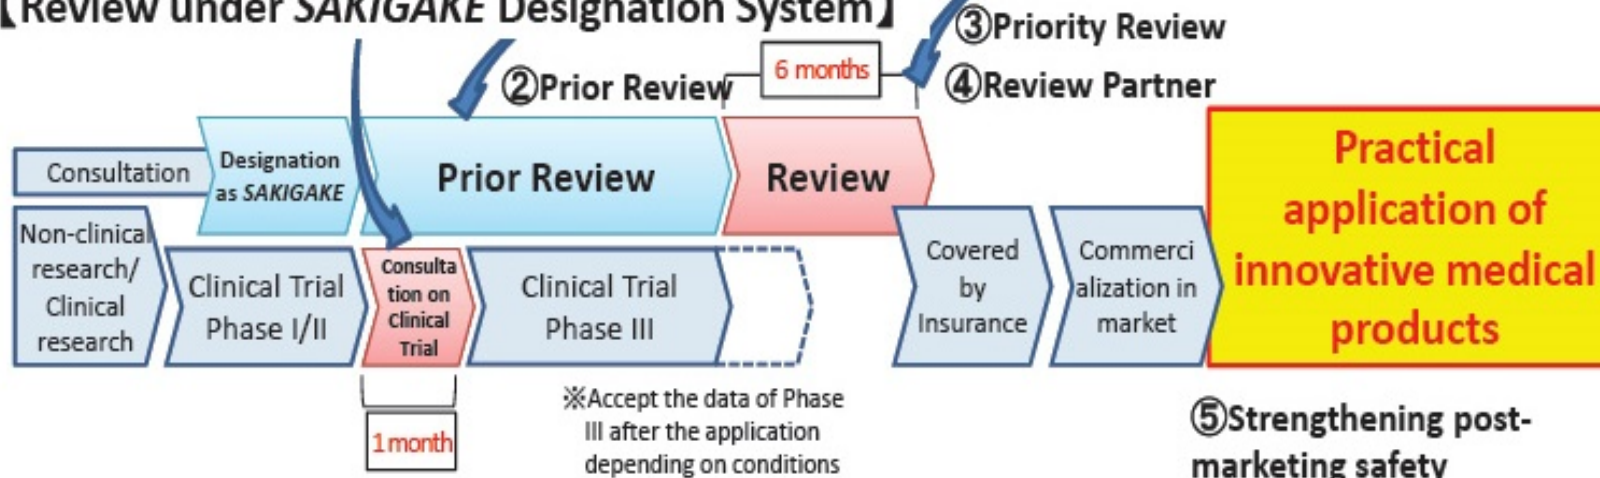 【Review under SAKIGAKE Designation System】
③Priority Review
6 months
②Prior Review
④Review Partner
Consultation
Designation
as SAKIGAKE
Prior Review
Review
Practical
application of
innovative medical
products
Non-clinical
research/
Clinical
research
Clinical Trial
Phase I/II
Consulta
tion on
Clinical
Trial
Clinical Trial
Phase III
Covered
by
Insurance
Commerci
alization in
market
1 month
※Accept the data of Phase
III after the application
depending on conditions
⑤Strengthening post-
marketing safety